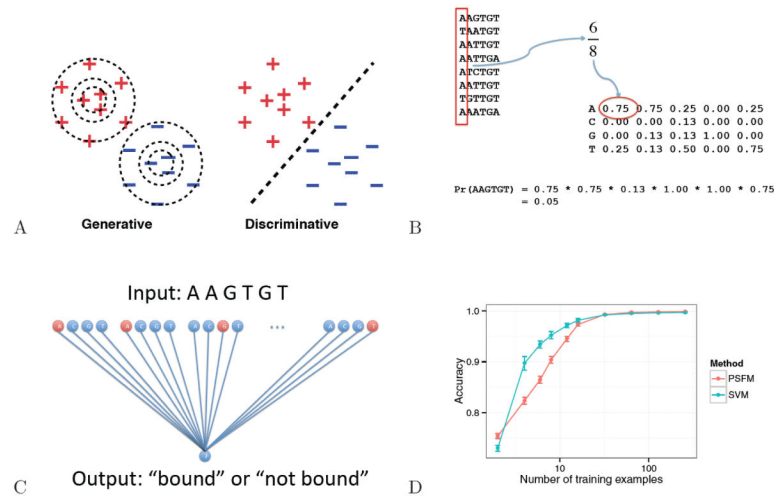 A
Generative
Discriminative
B
AAGTGT
TAATGT
AATTGT
AATTGA
ATCTGT
AATTGT
TGTTGT
AAATGA
6
8
A 0.75 0.75 0.25 0.00 0.25
C 0.00 0.00 0.13 0.00 0.00
G 0.00 0.13 0.13 1.00 0.00
T 0.25 0.13 0.50 0.00 0.75
Pr(AAGTGT) = 0.75 * 0.75 * 0.13 * 1.00 * 1.00 * 0.75
= 0.05
C
Input: A A G T G T
A C G T A C G T A C G T ... A C G T
Output: "bound" or "not bound"
D
1.0
0.9
0.8
Accuracy
10 100
Number of training examples
Method
PSFM
SVM